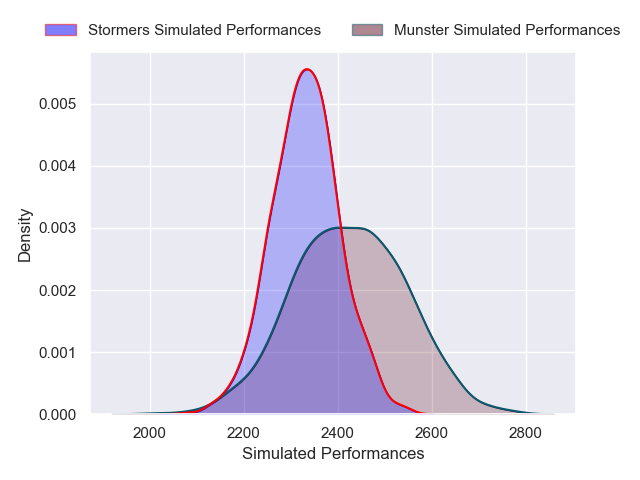 Stormers Simulated Performances Munster Simulated Performances
0.005
0.004
0.003
0.002
0.001
0.000
Density
2000 2200 2400 2600 2800
Simulated Performances